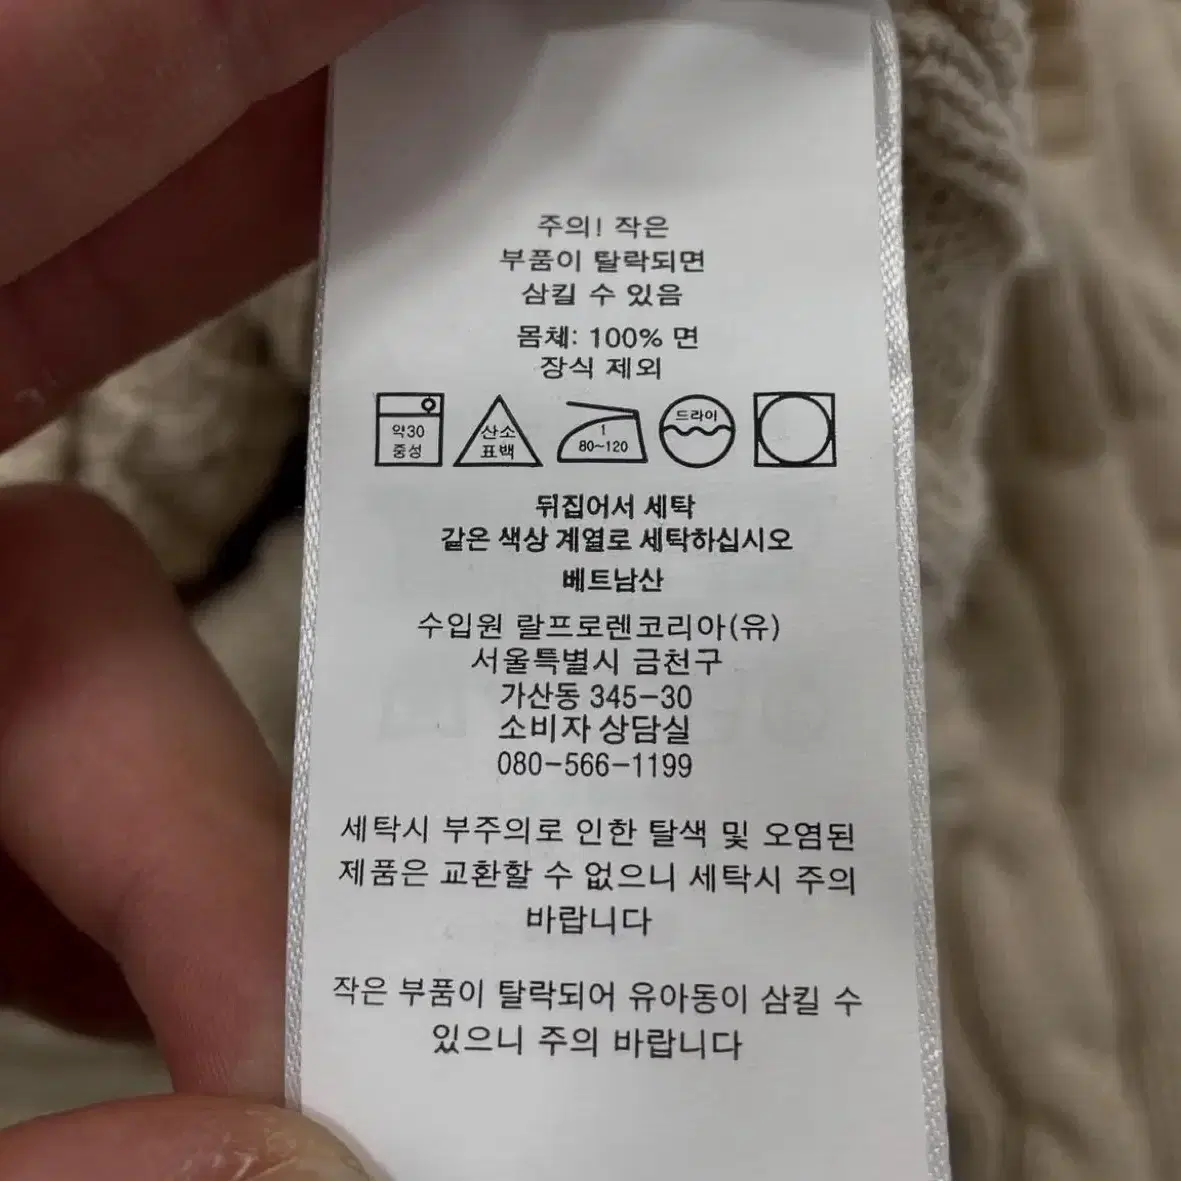 주의! 작은
부품이 탈락되면
삼킬 수 있음
몸체: 100% 면
장식 제외
약30
중성
산소
표백
1
80~120
드라이
뒤집어서 세탁
같은 색상 계열로 세탁하십시오
베트남산
수입원 랄프로렌코리아(유)
서울특별시 금천구
가산동 345-30
소비자 상담실
080-566-1199
세탁시 부주의로 인한 탈색 및 오염된
제품은 교환할 수 없으니 세탁시 주의
바랍니다
작은 부품이 탈락되어 유아동이 삼킬 수
있으니 주의 바랍니다